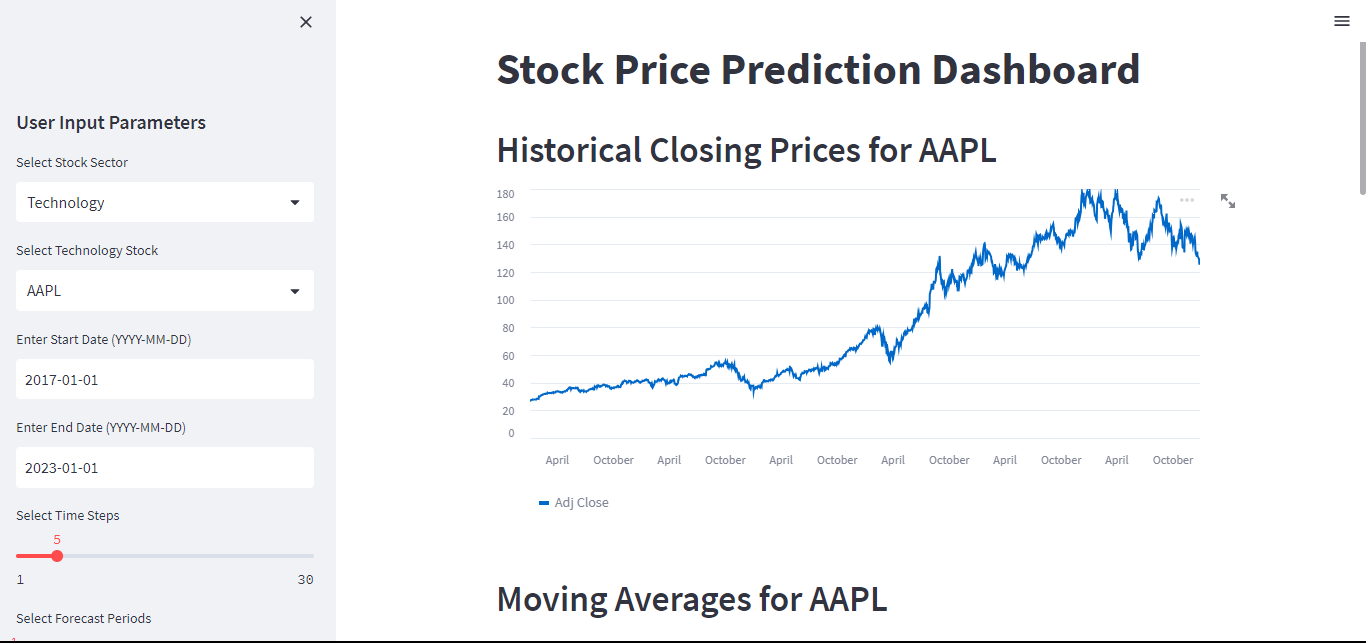 User Input Parameters
Select Stock Sector
Technology
Select Technology Stock
AAPL
Enter Start Date (YYYY-MM-DD)
2017-01-01
Enter End Date (YYYY-MM-DD)
2023-01-01
Select Time Steps
5
1 30
Select Forecast Periods
Stock Price Prediction Dashboard
Historical Closing Prices for AAPL
180
160
140
120
100
80
60
40
20
0
April October April October April October April October April October April October
Adj Close
Moving Averages for AAPL